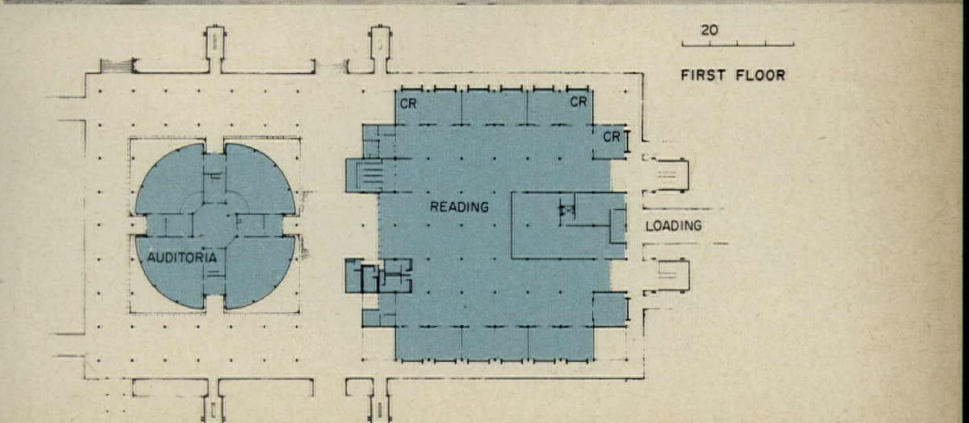 20
FIRST FLOOR
CR
CR
CR
READING
LOADING
AUDITORIA